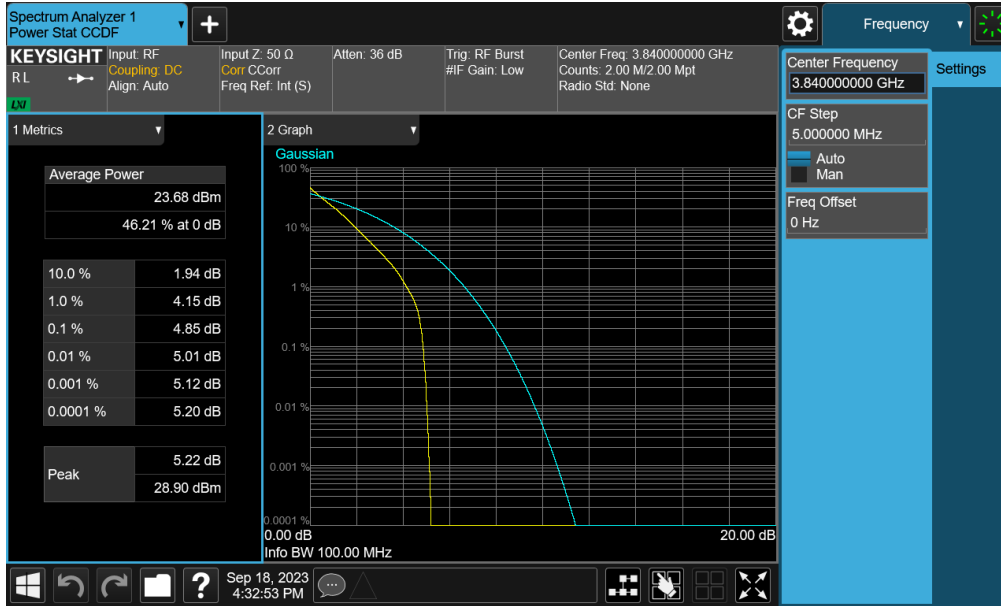 Spectrum Analyzer 1
Power Stat CCDF
Frequency
KEYSIGHT
R L
LXI
Input: RF
Coupling: DC
Align: Auto
Input Z: 50 Ω
Corr CCorr
Freq Ref: Int (S)
Atten: 36 dB
Trig: RF Burst
#IF Gain: Low
Center Freq: 3.840000000 GHz
Counts: 2.00 M/2.00 Mpt
Radio Std: None
Center Frequency
3.840000000 GHz
Settings
CF Step
5.000000 MHz
Auto
Man
Freq Offset
0 Hz
1 Metrics
Average Power
23.68 dBm
46.21 % at 0 dB
10.0 % 1.94 dB
1.0 % 4.15 dB
0.1 % 4.85 dB
0.01 % 5.01 dB
0.001 % 5.12 dB
0.0001 % 5.20 dB
Peak 5.22 dB
28.90 dBm
2 Graph
Gaussian
100 %
10 %
1 %
0.1 %
0.01 %
0.001 %
0.0001 %
0.00 dB 20.00 dB
Info BW 100.00 MHz
?
Sep 18, 2023
4:32:53 PM